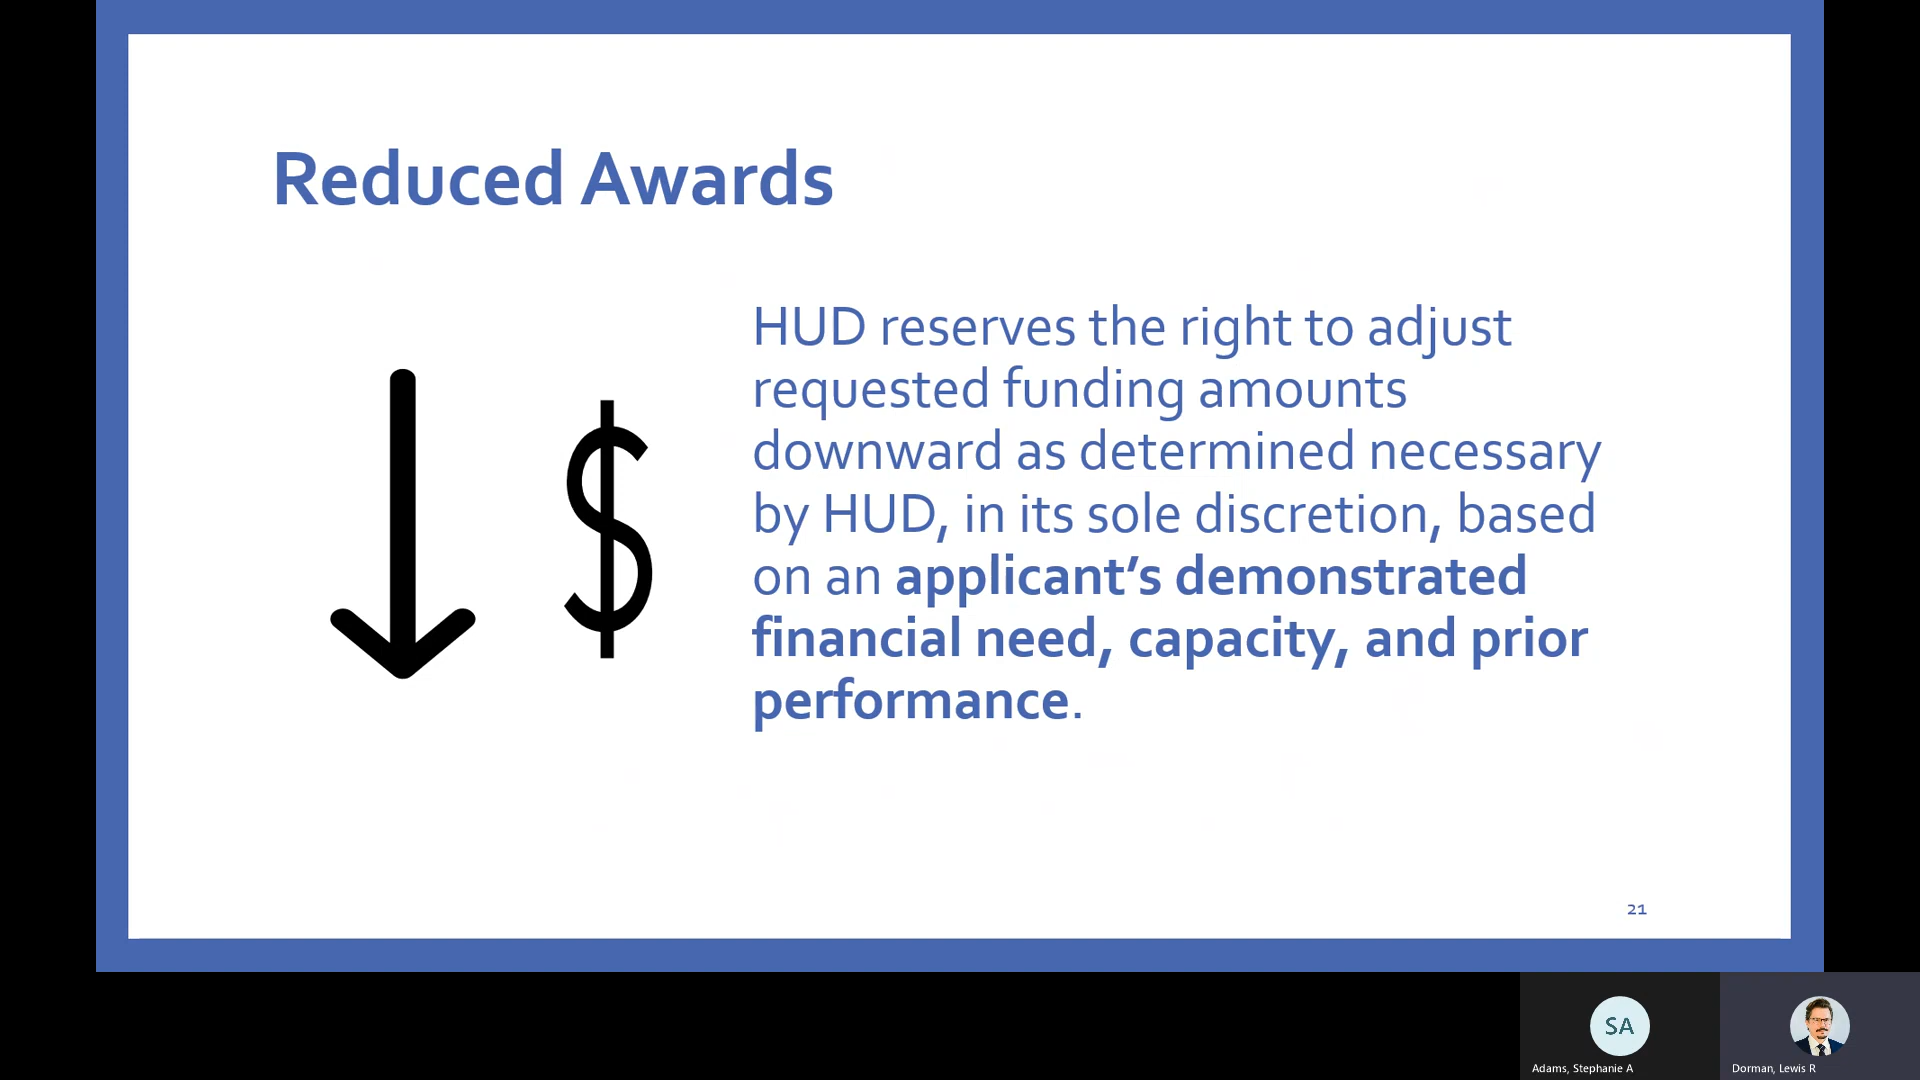 Reduced Awards
$
HUD reserves the right to adjust
requested funding amounts
downward as determined necessary
by HUD, in its sole discretion, based
on an applicant’s demonstrated
financial need, capacity, and prior
performance.
21
SA
Adams, Stephanie A
Dorman, Lewis R